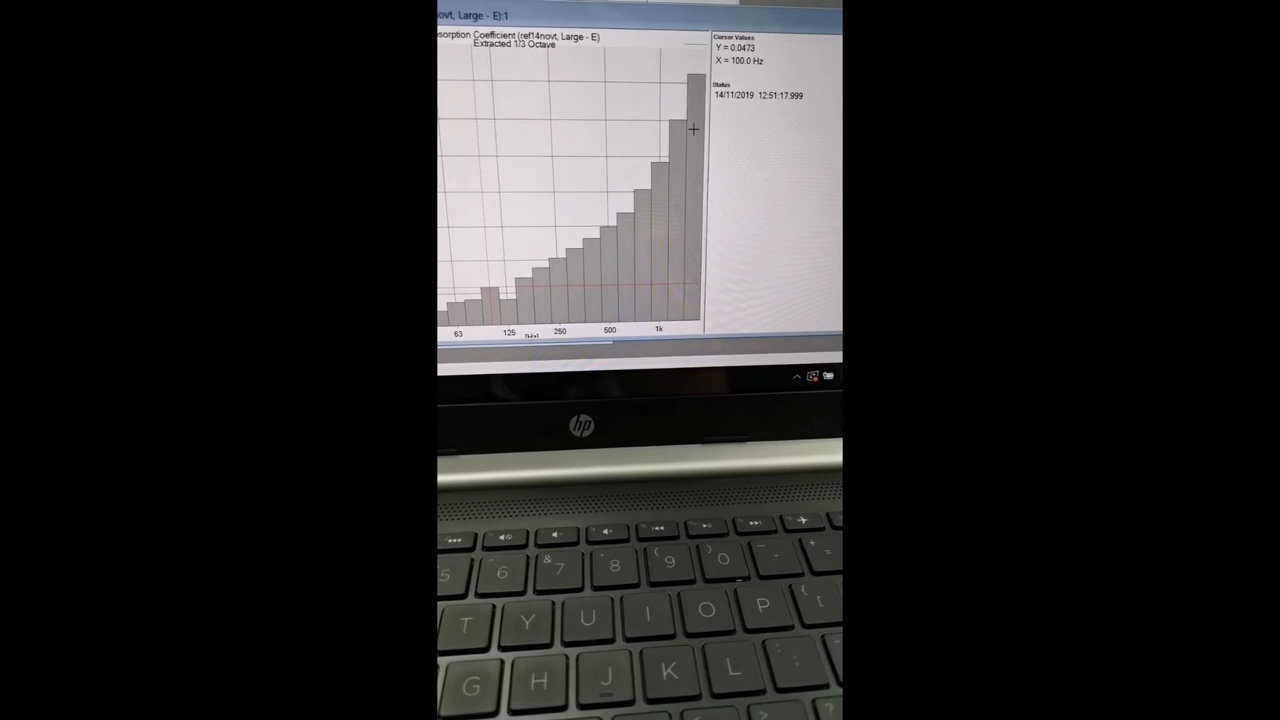 ovt, Large - E):1
sorption Coefficient (ref14novt, Large - E)
Extracted 1/3 Octave
Cursor Values
Y = 0.0473
X = 100.0 Hz
Status
14/11/2019 12:51:17.999
63 125 [Hz] 250 500 1k
hp
5 6 & 7 * 8 ( 9 ) 0 - + =
T Y U I O P { [
G H J K L : ;
> ?